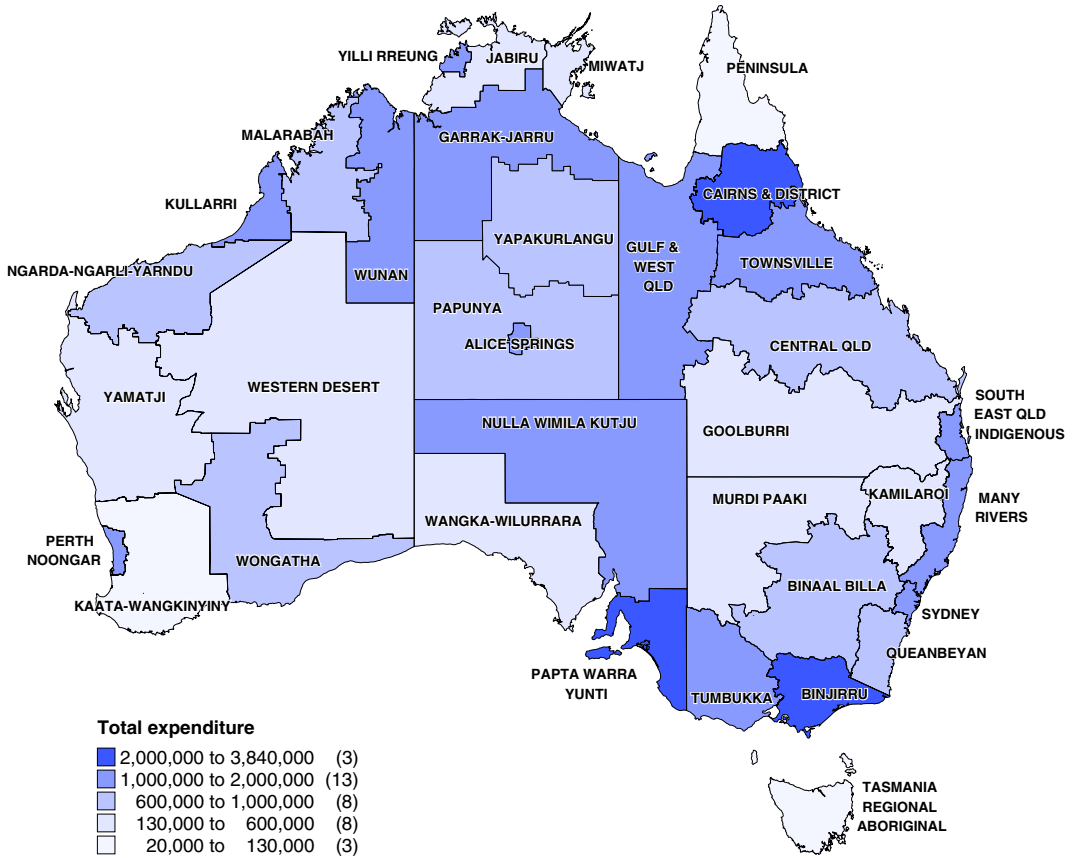 YILLI RREUNG
JABIRU
MIWATJ
PENINSULA
MALARABAH
GARRAK-JARRU
KULLARRI
CAIRNS & DISTRICT
YAPAKURLANGU
GULF &
WEST
QLD
NGARDA-NGARLI-YARNDU
WUNAN
TOWNSVILLE
PAPUNYA
ALICE SPRINGS
CENTRAL QLD
WESTERN DESERT
YAMATJI
SOUTH
EAST QLD
INDIGENOUS
NULLA WIMILA KUTJU
GOOLBURRI
MURDI PAAKI
KAMILAROI
MANY
RIVERS
WANGKA-WILURRARA
PERTH
NOONGAR
WONGATHA
BINAAL BILLA
KAATA-WANGKINYINY
SYDNEY
QUEANBEYAN
PAPTA WARRA
YUNTI
TUMBUKKA
BINJIRRU
Total expenditure
2,000,000 to 3,840,000 (3)
1,000,000 to 2,000,000 (13)
600,000 to 1,000,000 (8)
130,000 to 600,000 (8)
20,000 to 130,000 (3)
TASMANIA
REGIONAL
ABORIGINAL